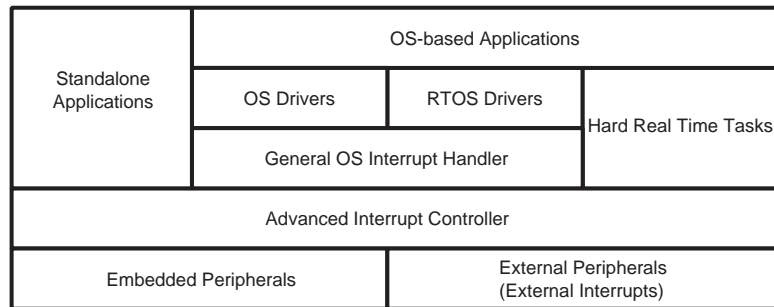 OS-based Applications
Standalone
Applications
OS Drivers
RTOS Drivers
Hard Real Time Tasks
General OS Interrupt Handler
Advanced Interrupt Controller
Embedded Peripherals
External Peripherals
(External Interrupts)